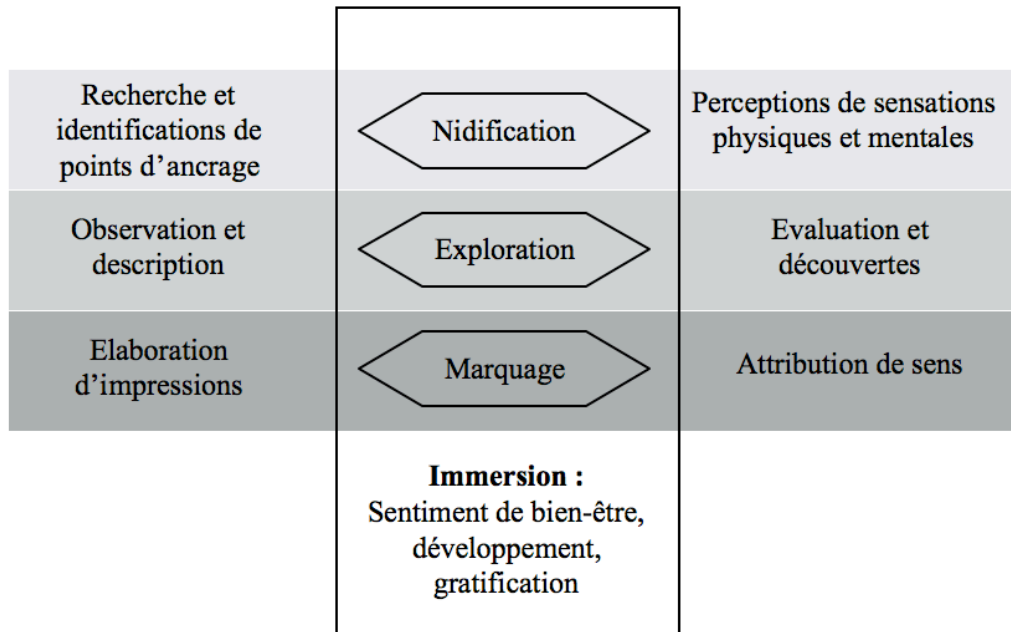 Recherche et
identifications de
points d'ancrage
Nidification
Perceptions de sensations
physiques et mentales
Observation et
description
Exploration
Evaluation et
découvertes
Elaboration
d'impressions
Marquage
Attribution de sens
Immersion :
Sentiment de bien-être,
développement,
gratification